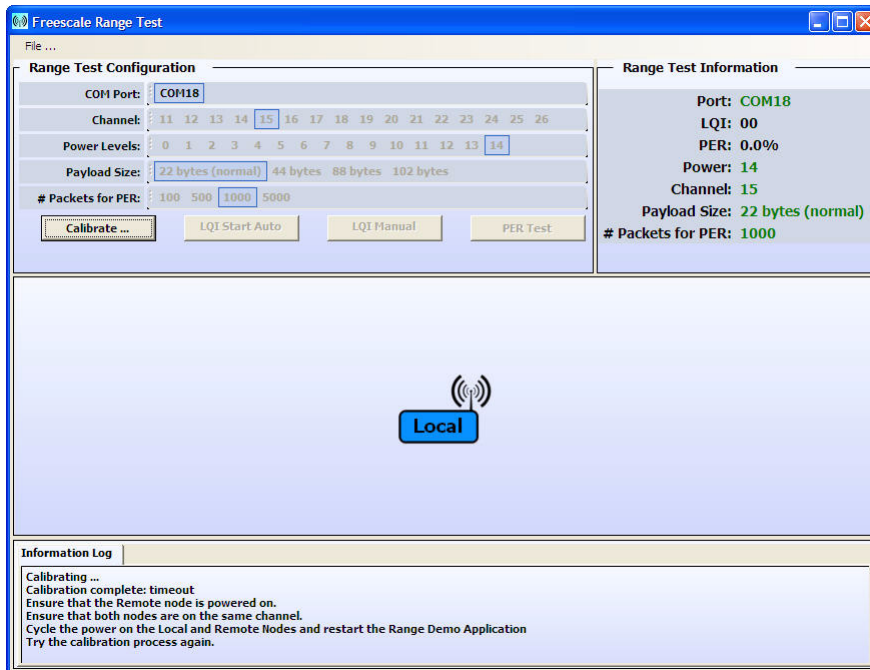 Freescale Range Test
File ...
Range Test Configuration
COM Port: COM18
Channel: 11 12 13 14 15 16 17 18 19 20 21 22 23 24 25 26
Power Levels: 0 1 2 3 4 5 6 7 8 9 10 11 12 13 14
Payload Size: 22 bytes (normal) 44 bytes 88 bytes 102 bytes
# Packets for PER: 100 500 1000 5000
Calibrate ... LQI Start Auto LQI Manual PER Test
Range Test Information
Port: COM18
LQI: 00
PER: 0.0%
Power: 14
Channel: 15
Payload Size: 22 bytes (normal)
# Packets for PER: 1000
Local
Information Log
Calibrating ...
Calibration complete: timeout
Ensure that the Remote node is powered on.
Ensure that both nodes are on the same channel.
Cycle the power on the Local and Remote Nodes and restart the Range Demo Application
Try the calibration process again.